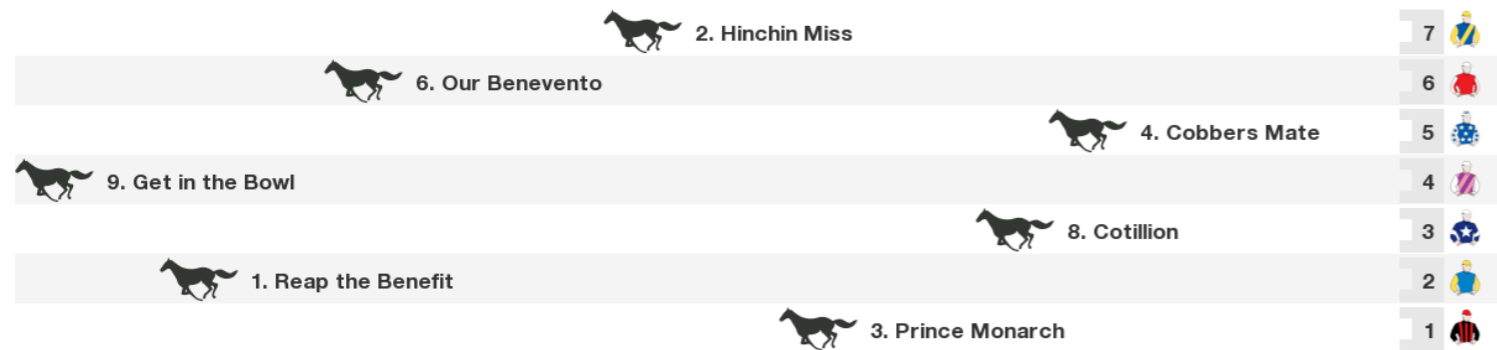 2. Hinchin Miss 7
6. Our Benevento 6
4. Cobbers Mate 5
9. Get in the Bowl 4
8. Cotillion 3
1. Reap the Benefit 2
3. Prince Monarch 1